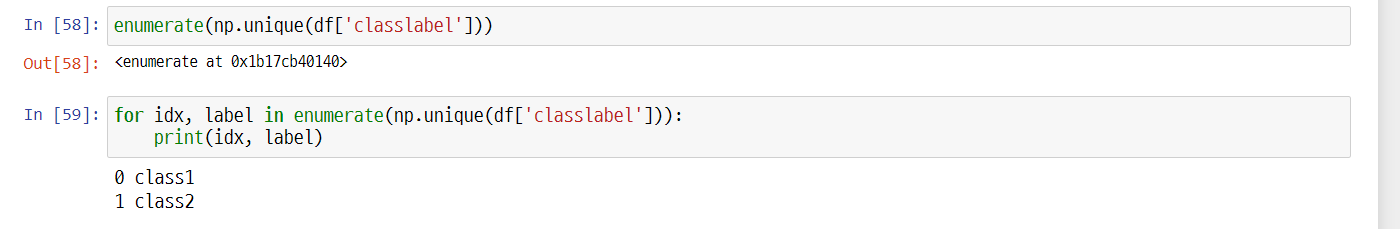 In [58]: enumerate(np.unique(df['classlabel']))
Out[58]: <enumerate at 0x1b17cb40140>
In [59]: for idx, label in enumerate(np.unique(df['classlabel'])):
    print(idx, label)
0 class1
1 class2